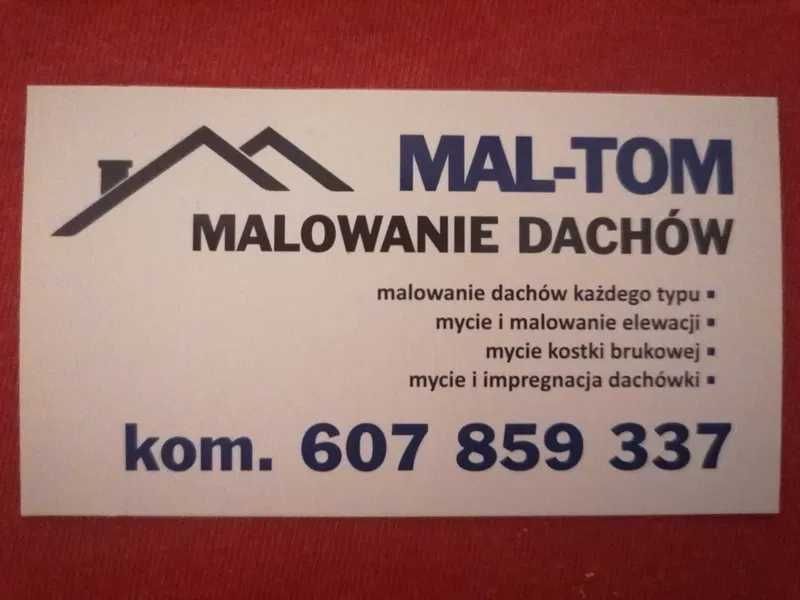 MAL-TOM
MALOWANIE DACHÓW
malowanie dachów każdego typu ▪
mycie i malowanie elewacji ▪
mycie kostki brukowej ▪
mycie i impregnacja dachówki ▪
kom. 607 859 337